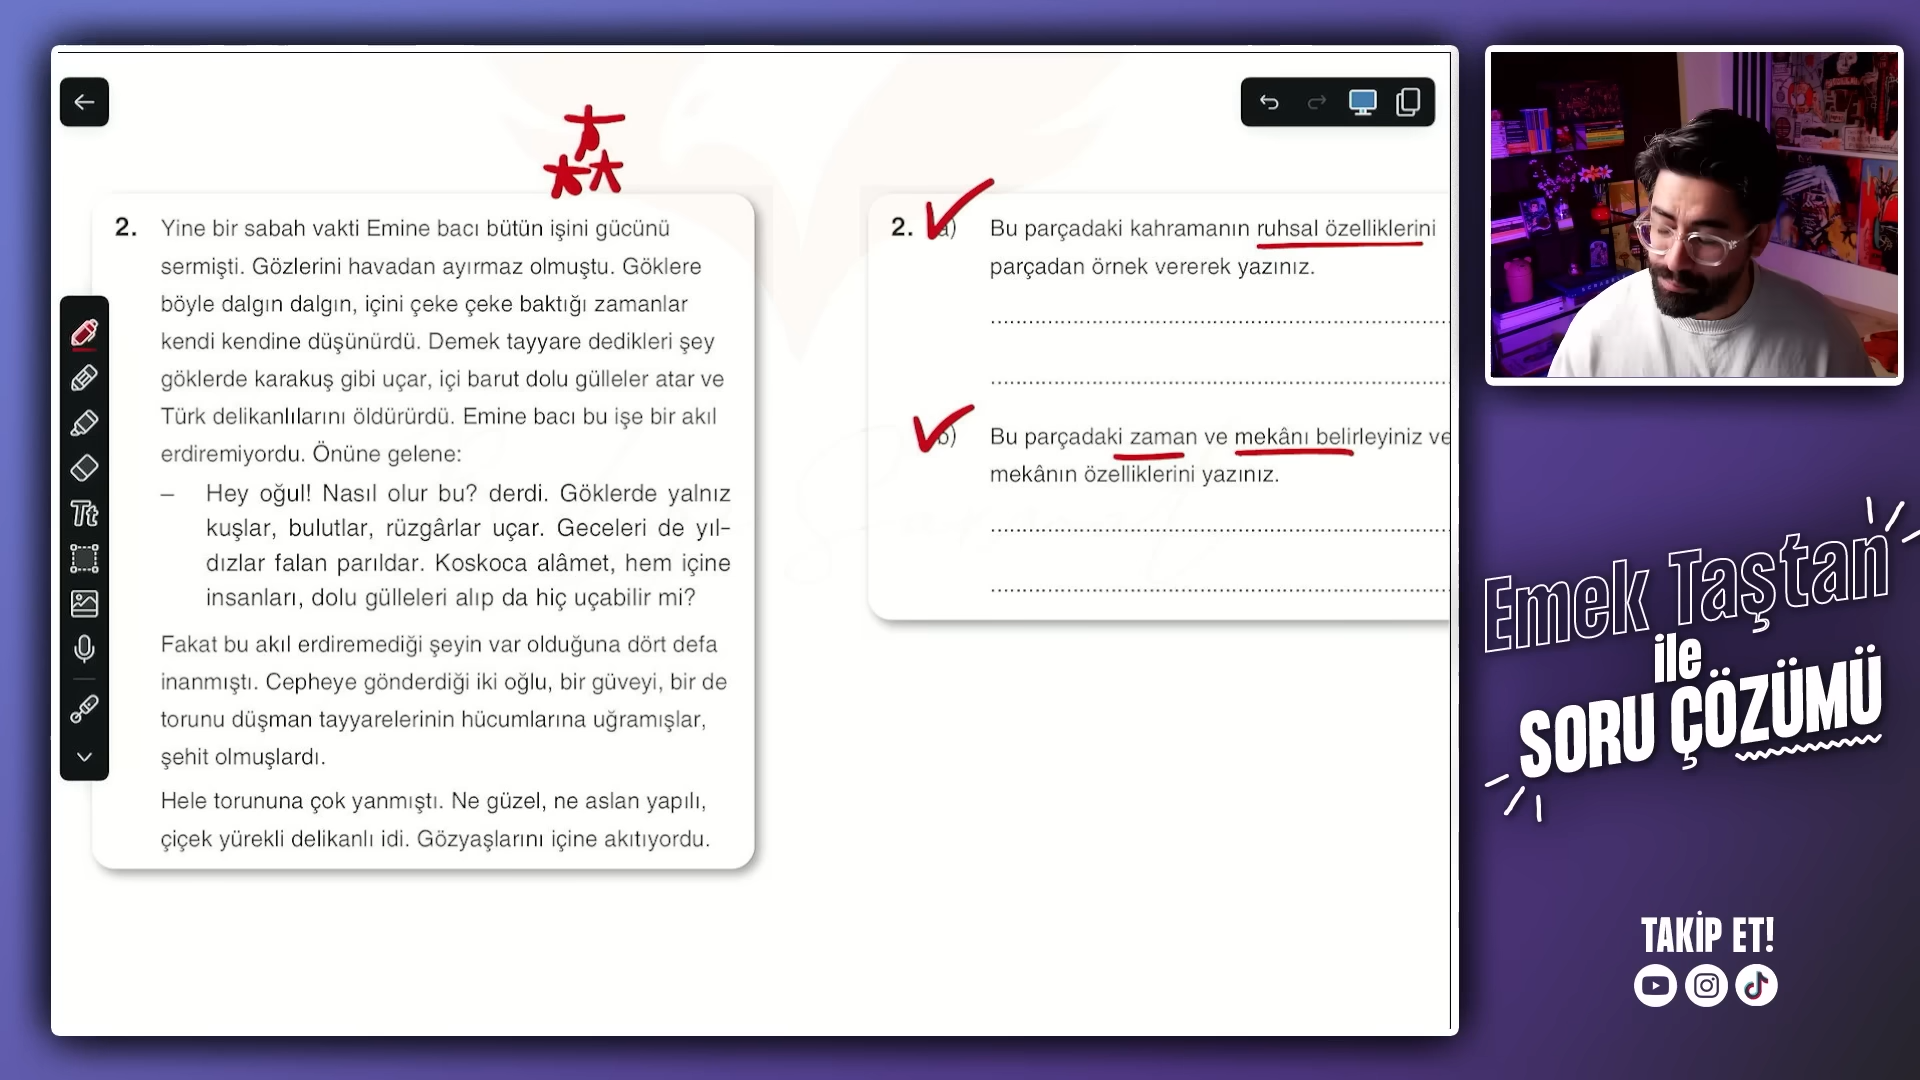 2. Yine bir sabah vakti Emine bacı bütün işini gücünü
sermişti. Gözlerini havadan ayırmaz olmuştu. Göklere
böyle dalgın dalgın, içini çeke çeke baktığı zamanlar
kendi kendine düşünürdü. Demek tayyare dedikleri şey
göklerde karakuş gibi uçar, içi barut dolu gülleler atar ve
Türk delikanlılarını öldürürdü. Emine bacı bu işe bir akıl
erdiremiyordu. Önüne gelene:
– Hey oğul! Nasıl olur bu? derdi. Göklerde yalnız
kuşlar, bulutlar, rüzgârlar uçar. Geceleri de yıl–
dızlar falan parıldar. Koskoca alâmet, hem içine
insanları, dolu gülleleri alıp da hiç uçabilir mi?
Fakat bu akıl erdiremediği şeyin var olduğuna dört defa
inanmıştı. Cepheye gönderdiği iki oğlu, bir güveyi, bir de
torunu düşman tayyarelerinin hücumlarına uğramışlar,
şehit olmuşlardı.
Hele torununa çok yanmıştı. Ne güzel, ne aslan yapılı,
çiçek yürekli delikanlı idi. Gözyaşlarını içine akıtıyordu.
2. a) Bu parçadaki kahramanın ruhsal özelliklerini
parçadan örnek vererek yazınız.
b) Bu parçadaki zaman ve mekânı belirleyiniz ve
mekânın özelliklerini yazınız.
Tt
Emek Taştan
ile
SORU ÇÖZÜMÜ
TAKİP ET!